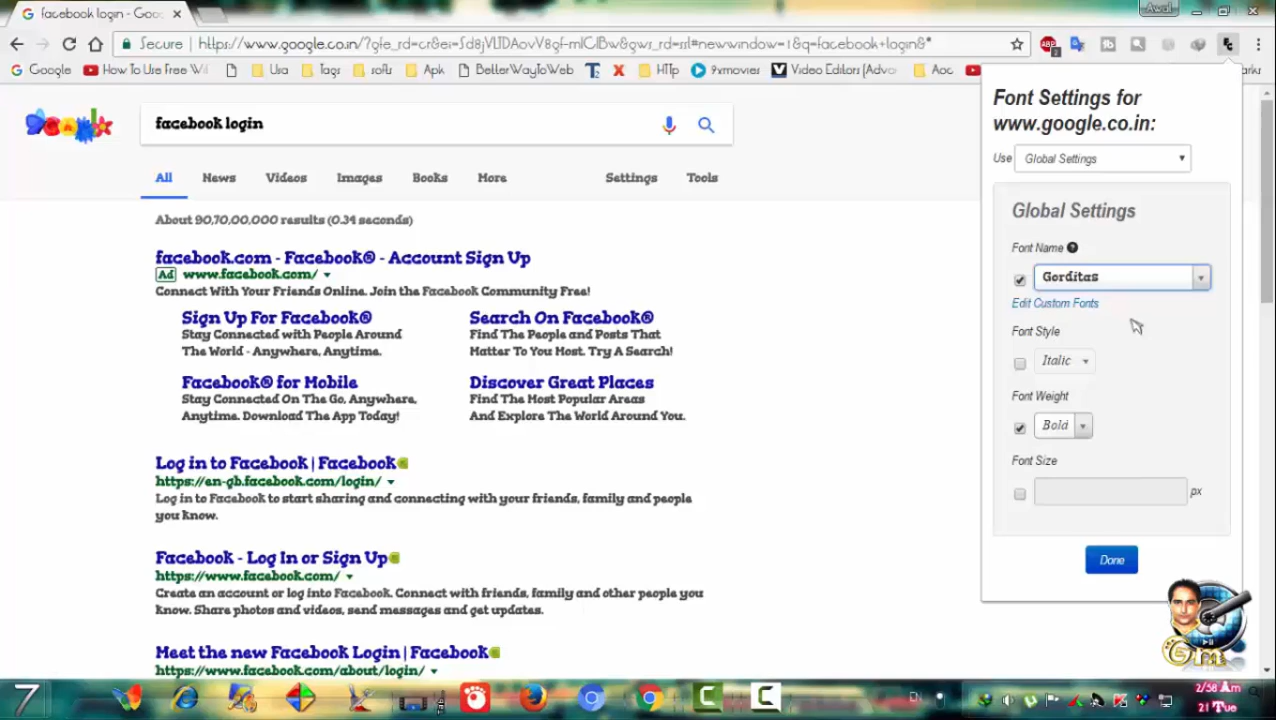 facebook login - Goo
Awal
Secure
https://www.google.co.in/?gfe_rd=cr&ei=Sd8jVLTDAovV8gf-mICIBw&gws_rd=ssl#newwindow=1&q=facebook+login&*
ABP
2
Google
How To Use Free Wi
Usa
Tags
softs
Apk
BetterWayToWeb
HTTp
9xmovies
Video Editors (Adva
Aoc
arks
facebook login
All
News
Videos
Images
Books
More
Settings
Tools
About 90,70,00,000 results (0.34 seconds)
facebook.com - Facebook® - Account Sign Up
Ad www.facebook.com/
Connect With Your Friends Online. Join the Facebook Community Free!
Sign Up For Facebook®
Stay Connected with People Around
The World - Anywhere, Anytime.
Search On Facebook®
Find The People and Posts That
Matter To You Most. Try A Search!
Facebook® for Mobile
Stay Connected On The Go, Anywhere,
Anytime. Download The App Today!
Discover Great Places
Find The Most Popular Areas
And Explore The World Around You.
Log in to Facebook | Facebook
https://en-gb.facebook.com/login/
Log in to Facebook to start sharing and connecting with your friends, family and people
you know.
Facebook - Log In or Sign Up
https://www.facebook.com/
Create an account or log into Facebook. Connect with friends, family and other people you
know. Share photos and videos, send messages and get updates.
Meet the new Facebook Login | Facebook
https://www.facebook.com/about/login/
Font Settings for
www.google.co.in:
Use
Global Settings
Global Settings
Font Name
Gorditas
Edit Custom Fonts
Font Style
Italic
Font Weight
Bold
Font Size
px
Done
Gm
2:58 Am
21 Tue